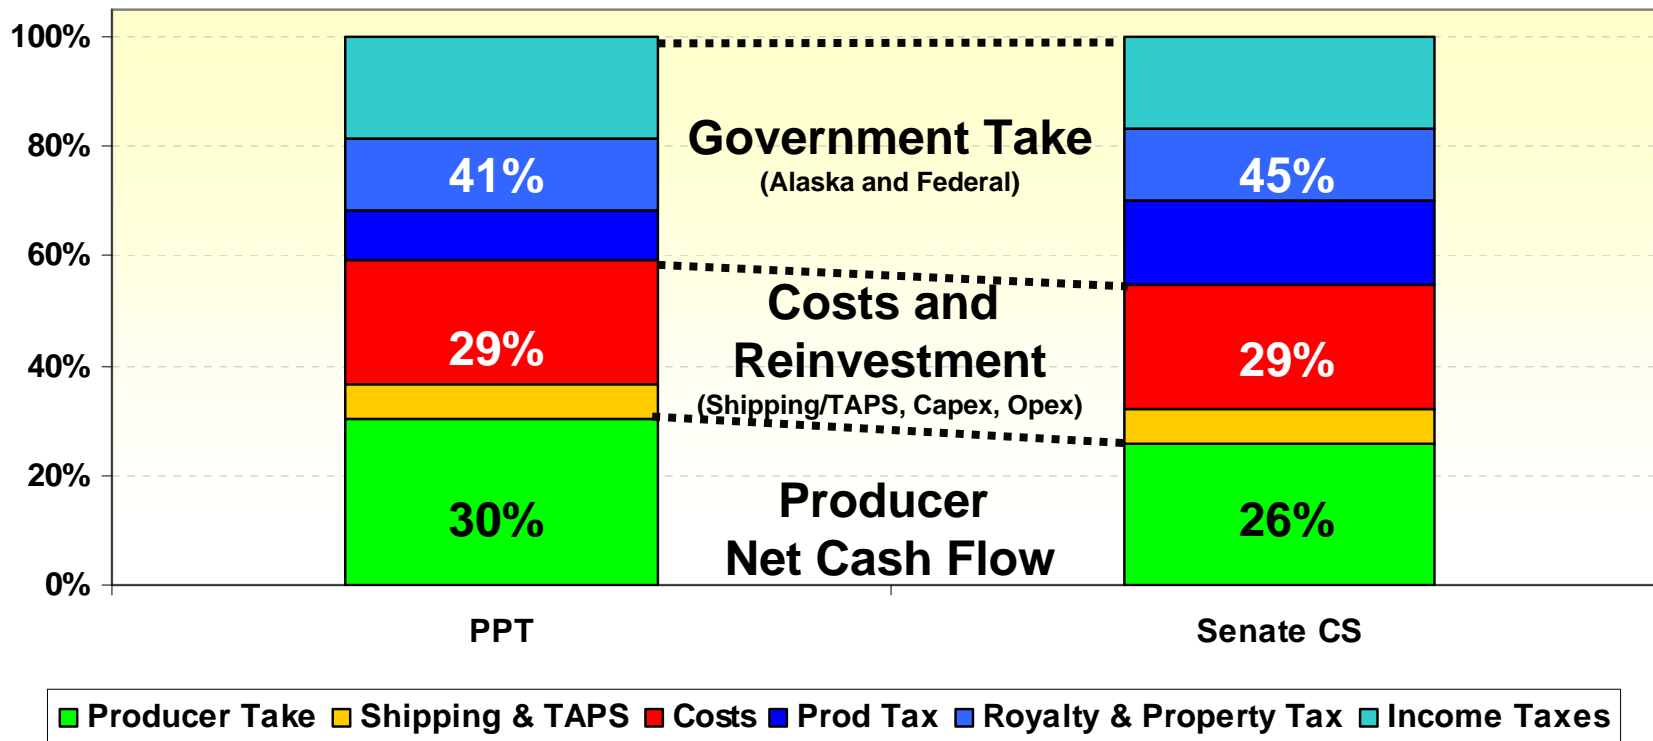 100%
80%
60%
40%
20%
0%
41%
29%
30%
Government Take
(Alaska and Federal)
Costs and
Reinvestment
(Shipping/TAPS, Capex, Opex)
Producer
Net Cash Flow
45%
29%
26%
PPT
Senate CS
Producer Take Shipping & TAPS Costs Prod Tax Royalty & Property Tax Income Taxes